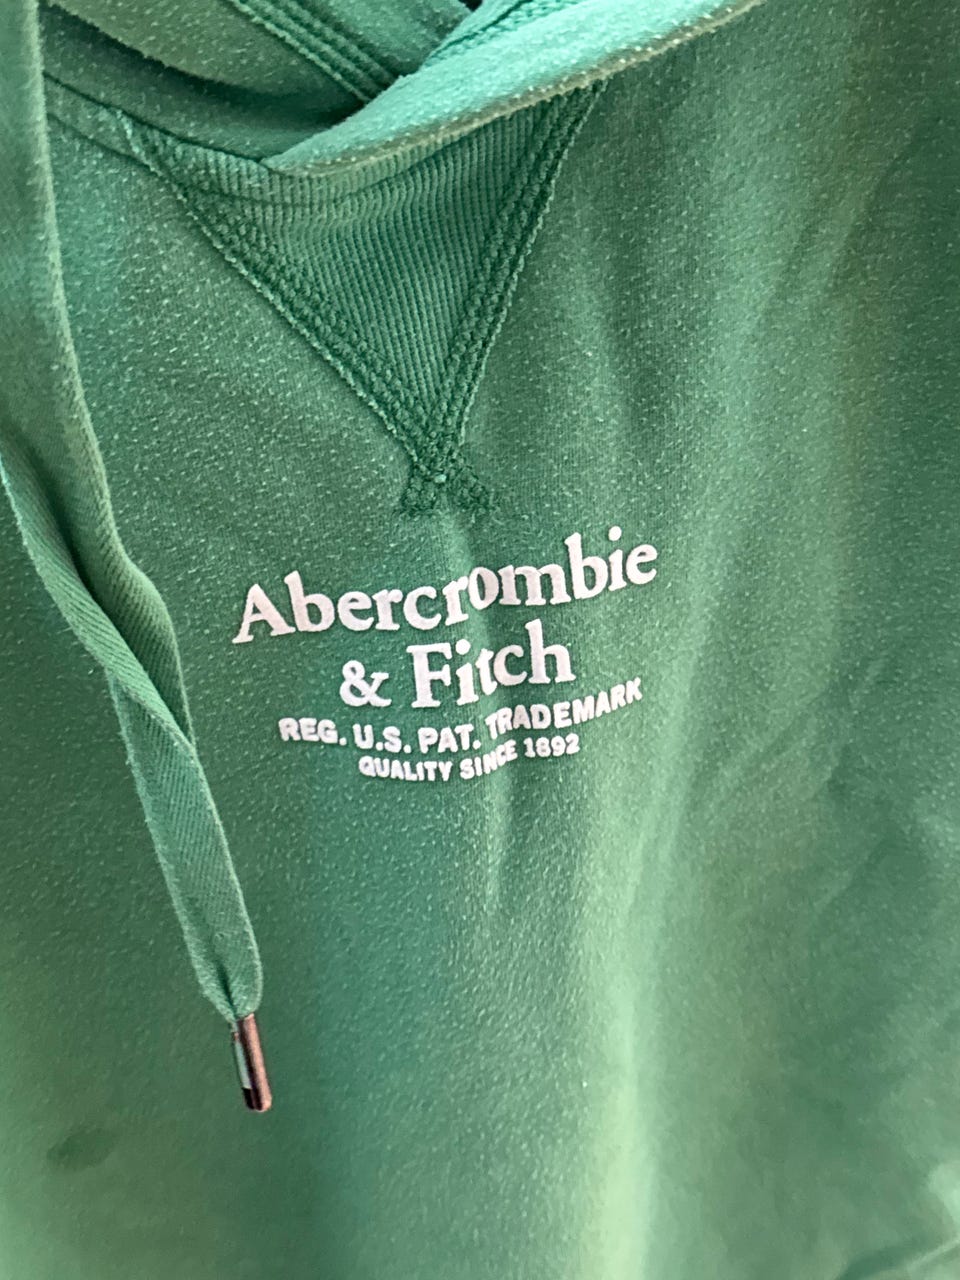 Abercrombie
& Fitch
REG. U.S. PAT. TRADEMARK
QUALITY SINCE 1892